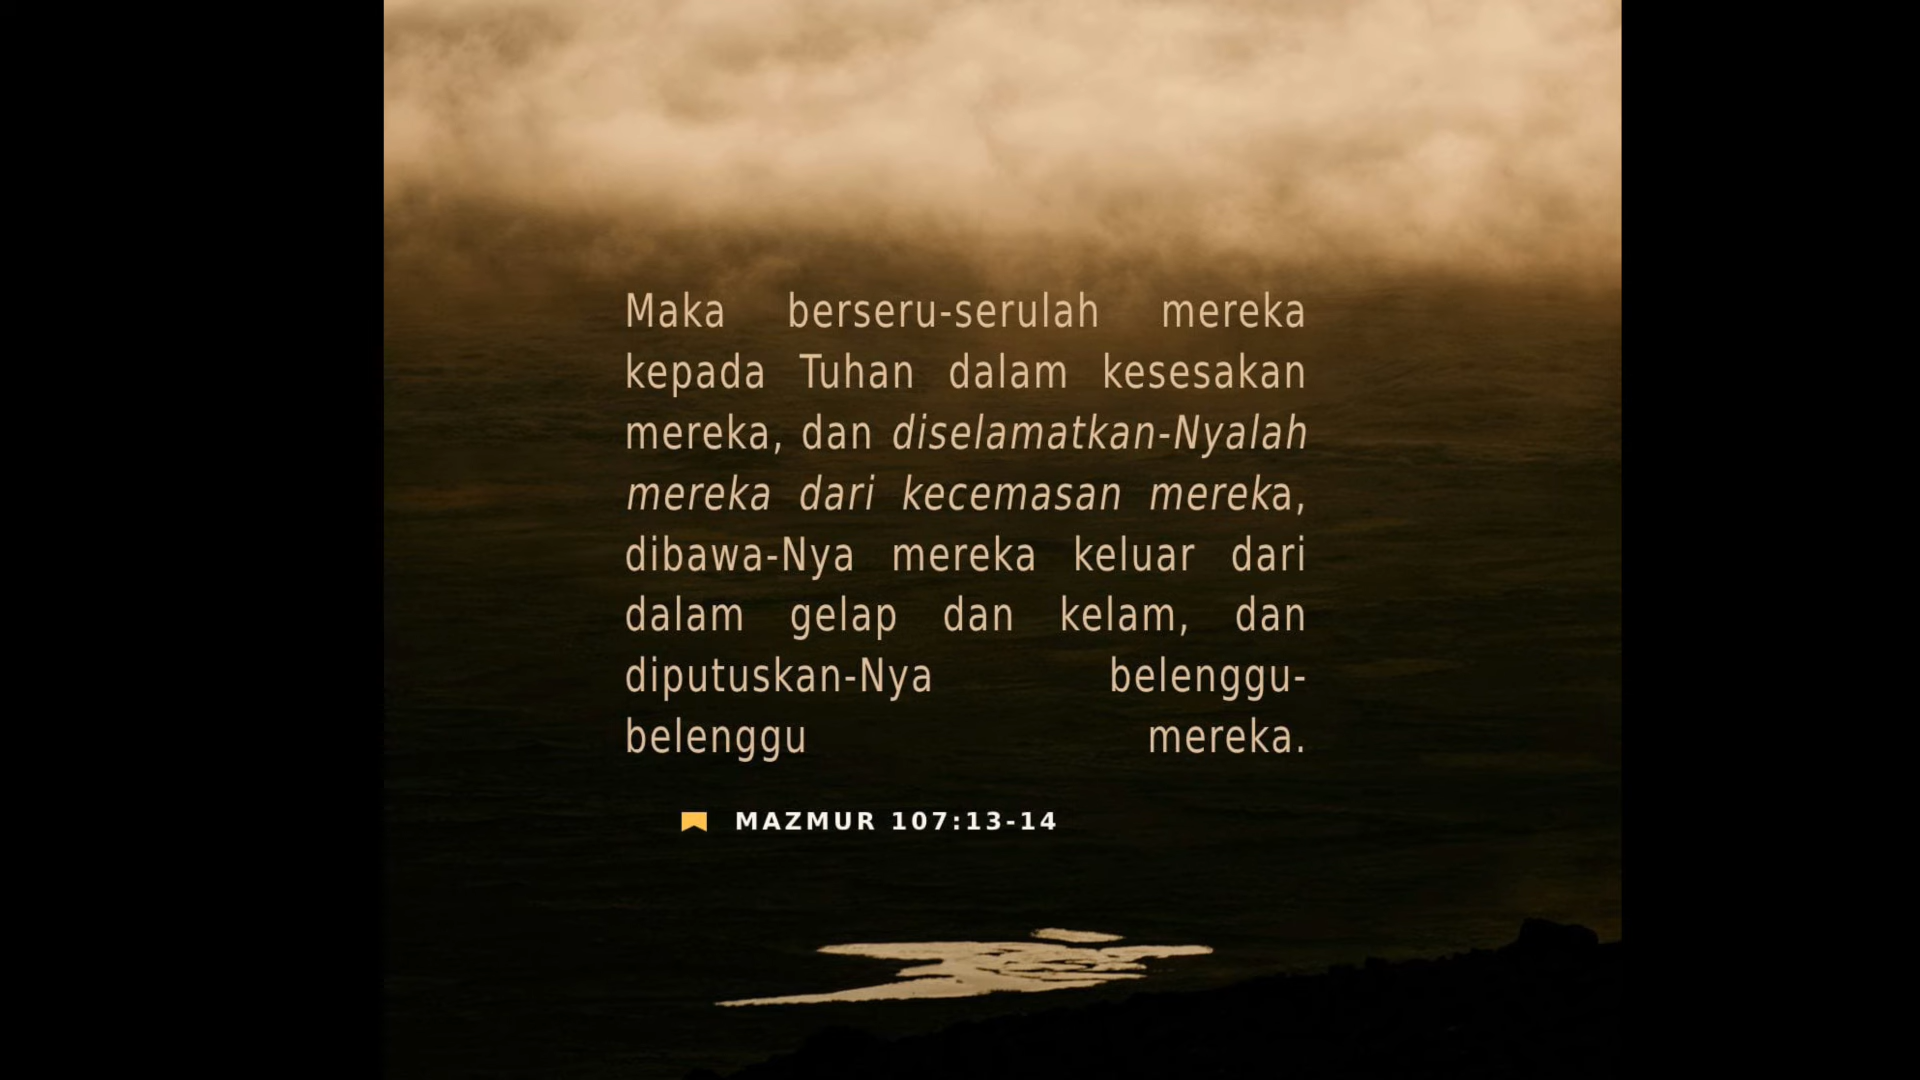 Maka berseru-serulah mereka
kepada Tuhan dalam kesesakan
mereka, dan diselamatkan-Nyalah
mereka dari kecemasan mereka,
dibawa-Nya mereka keluar dari
dalam gelap dan kelam, dan
diputuskan-Nya belenggu-
belenggu mereka.
MAZMUR 107:13-14